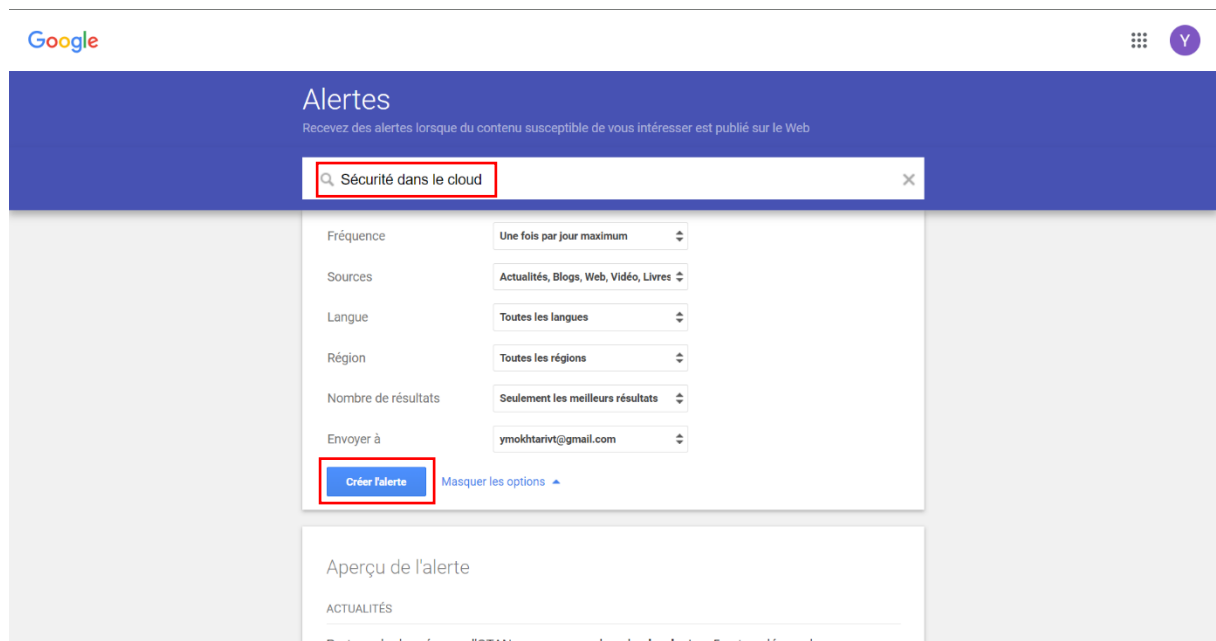 Google
Y
Alertes
Recevez des alertes lorsque du contenu susceptible de vous intéresser est publié sur le Web
Sécurité dans le cloud
Fréquence Une fois par jour maximum
Sources Actualités, Blogs, Web, Vidéo, Livres
Langue Toutes les langues
Région Toutes les régions
Nombre de résultats Seulement les meilleurs résultats
Envoyer à ymokhtarivt@gmail.com
Créer l'alerte Masquer les options
Aperçu de l'alerte
ACTUALITÉS